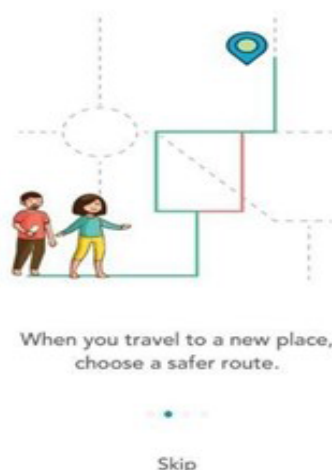 When you travel to a new place,
choose a safer route.
Skip